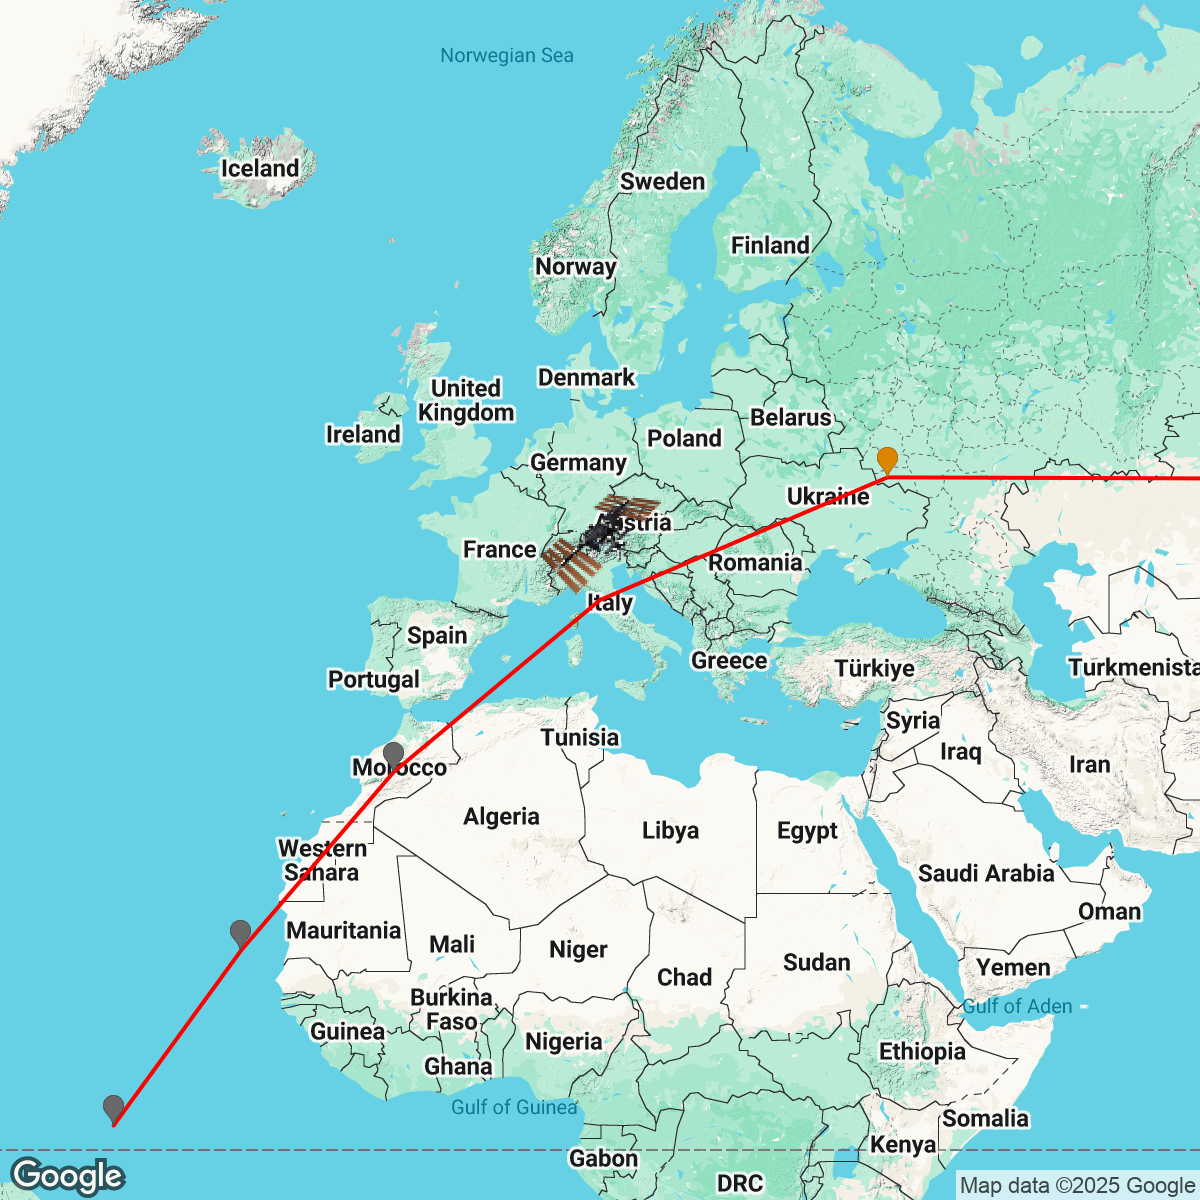 Norwegian Sea
Iceland
Sweden
Finland
Norway
Denmark
United
Kingdom
Ireland
Belarus
Poland
Germany
Ukraine
Austria
France
Romania
Italy
Spain
Portugal
Greece
Türkiye
Turkmenista
Syria
Iraq
Iran
Tunisia
Morocco
Algeria
Libya
Egypt
Western
Sahara
Saudi Arabia
Oman
Mauritania
Mali
Niger
Chad
Sudan
Yemen
Burkina
Faso
Gulf of Aden
Guinea
Nigeria
Ghana
Ethiopia
Gulf of Guinea
Somalia
Kenya
Gabon
DRC
Google
Map data ©2025 Google